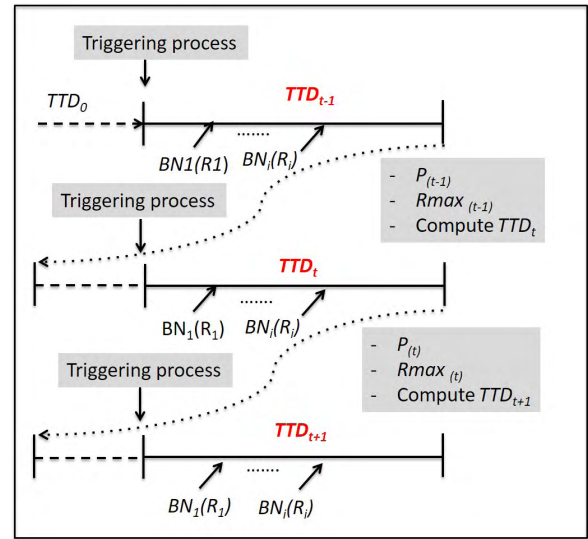 Triggering process
TTD0
TTDt-1
.......
BN1(R1)
BNi(Ri)
- P(t-1)
- Rmax (t-1)
- Compute TTDt
Triggering process
TTDt
.......
BN1(R1)
BNi(Ri)
- P(t)
- Rmax (t)
- Compute TTDt+1
Triggering process
TTDt+1
.......
BN1(R1)
BNi(Ri)